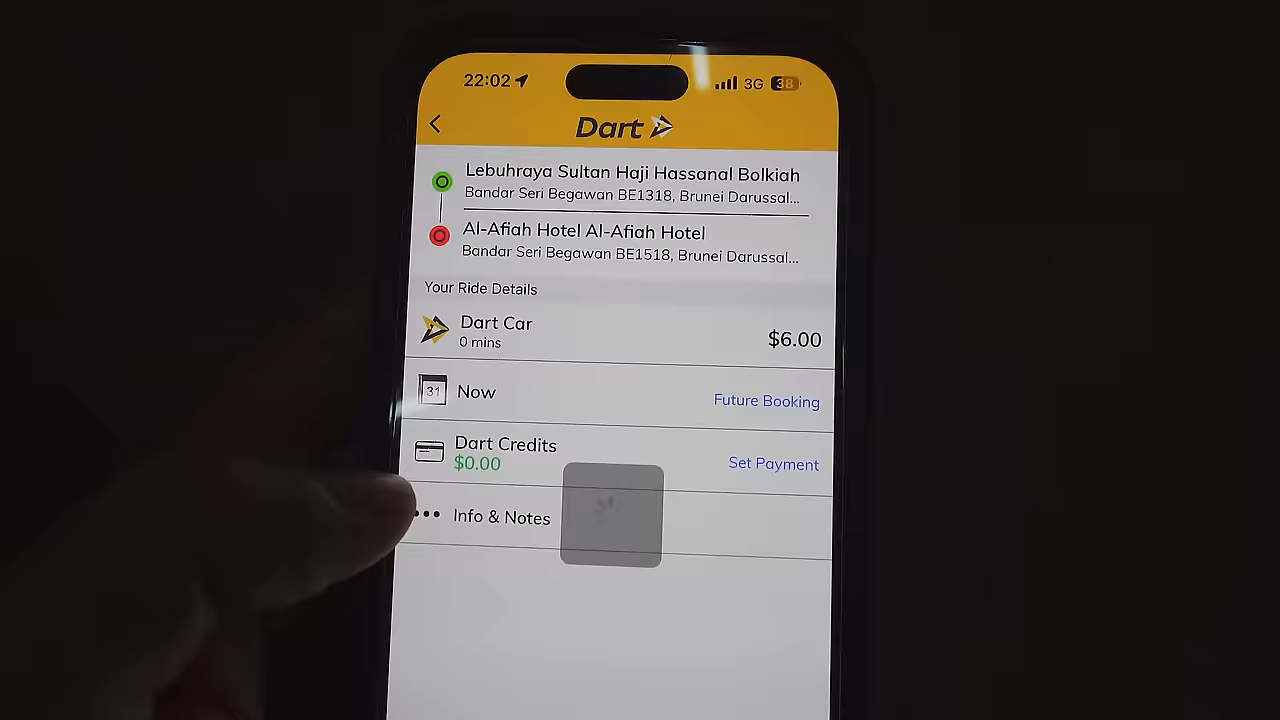 22:02
3G 38
Dart
Lebuhraya Sultan Haji Hassanal Bolkiah
Bandar Seri Begawan BE1318, Brunei Darussal...
Al-Afiah Hotel Al-Afiah Hotel
Bandar Seri Begawan BE1518, Brunei Darussal...
Your Ride Details
Dart Car
$6.00
0 mins
31
Now
Future Booking
Dart Credits
$0.00
Set Payment
Info & Notes